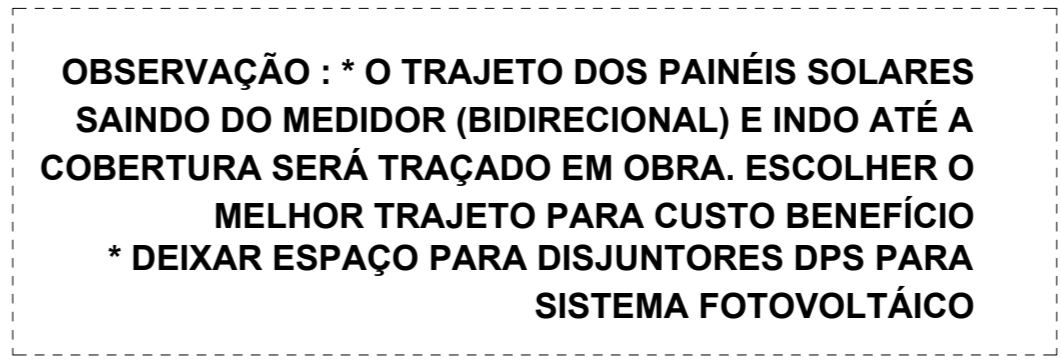 OBSERVAÇÃO : * O TRAJETO DOS PAINÉIS SOLARES
SAINDO DO MEDIDOR (BIDIRECIONAL) E INDO ATÉ A
COBERTURA SERÁ TRAÇADO EM OBRA. ESCOLHER O
MELHOR TRAJETO PARA CUSTO BENEFÍCIO
* DEIXAR ESPAÇO PARA DISJUNTORES DPS PARA
SISTEMA FOTOVOLTÁICO